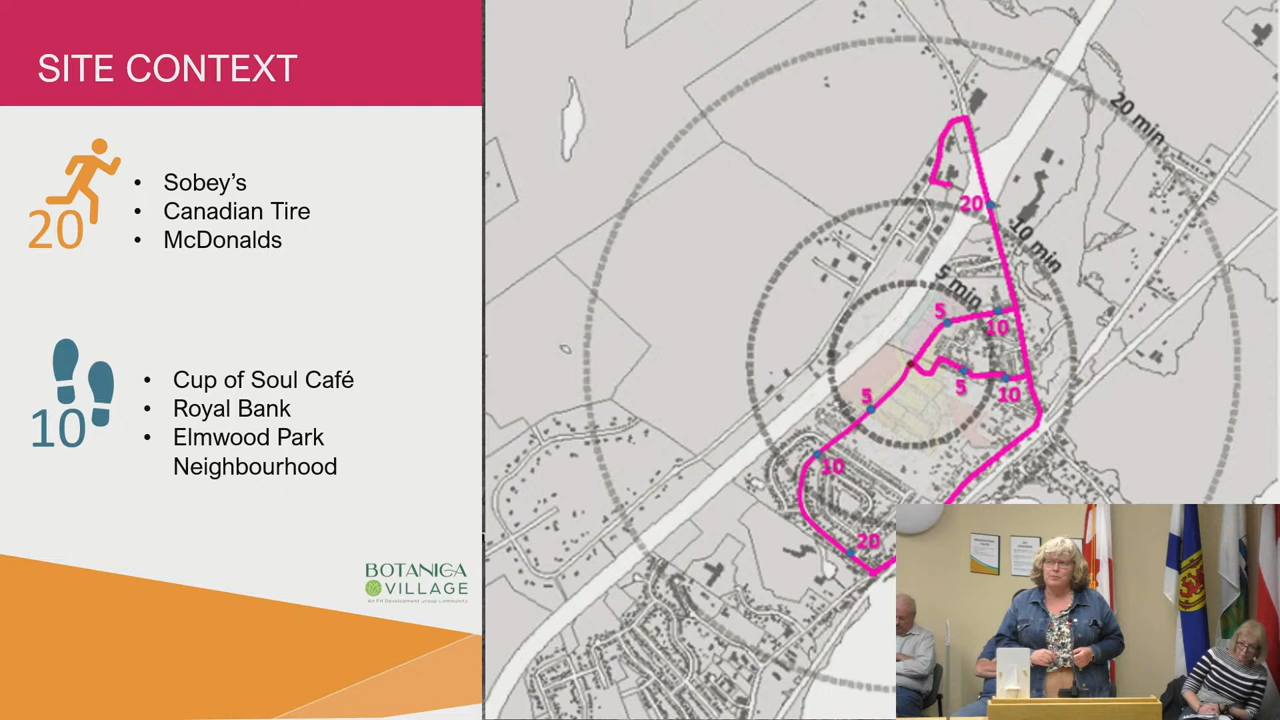 SITE CONTEXT
20
• Sobey's
• Canadian Tire
• McDonalds
10
• Cup of Soul Café
• Royal Bank
• Elmwood Park
Neighbourhood
BOTANICA
VILLAGE
An FH Development Group Community
20 min
20
10 min
5 min
5
10
5
10
5
10
20